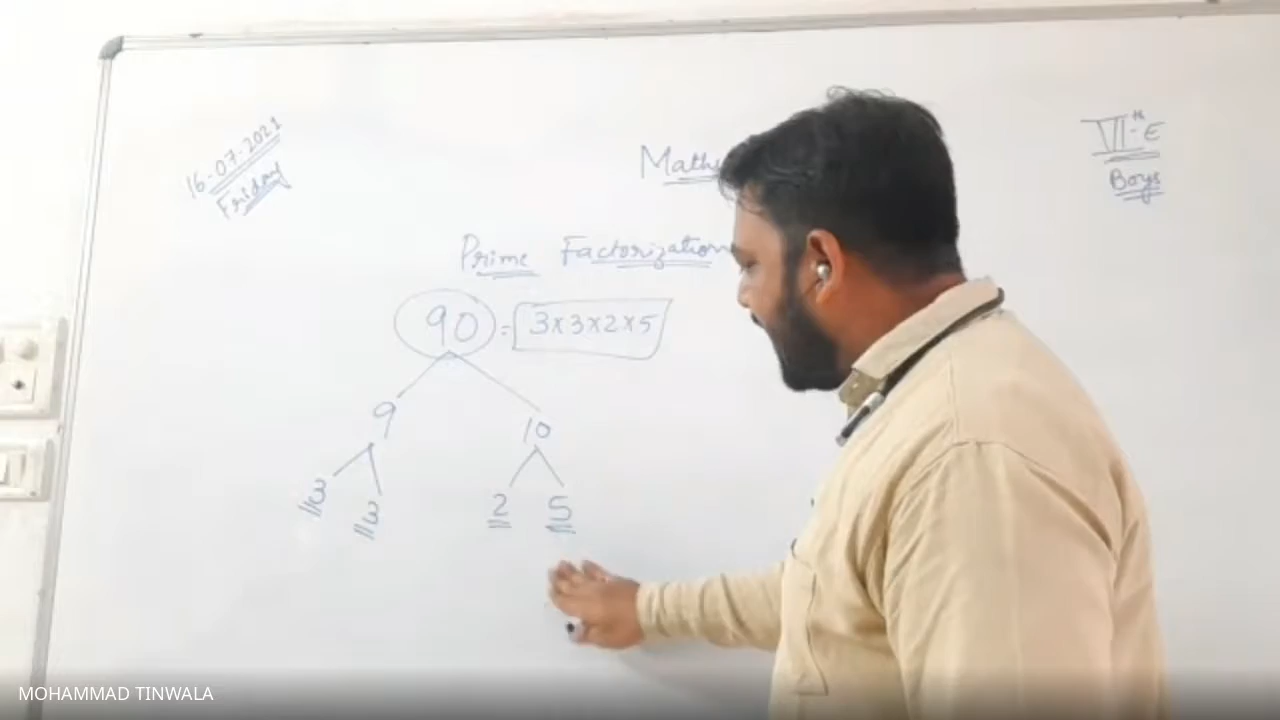 16-07-2021
Friday
Maths
VII-th E
Boys
Prime Factorization
90 = 3x3x2x5
9 10
3 3 2 5
MOHAMMAD TINWALA